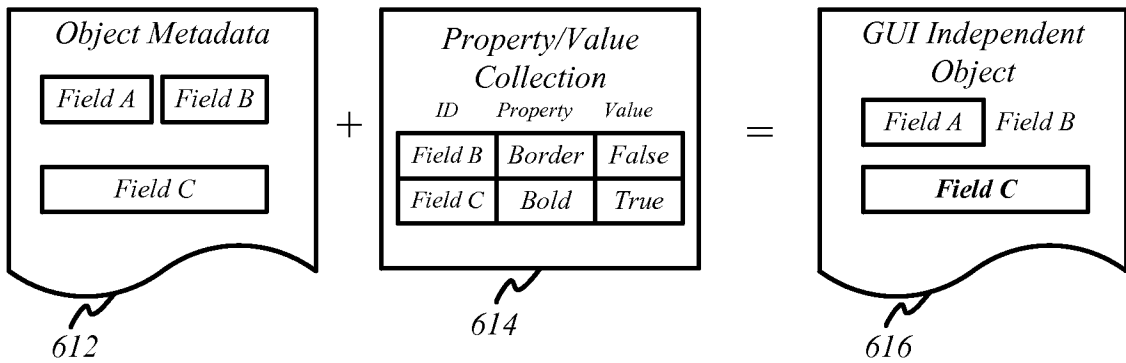 Object Metadata
Field A Field B
Field C
612
+
Property/Value
Collection
ID Property Value
Field B Border False
Field C Bold True
614
=
GUI Independent
Object
Field A Field B
Field C
616